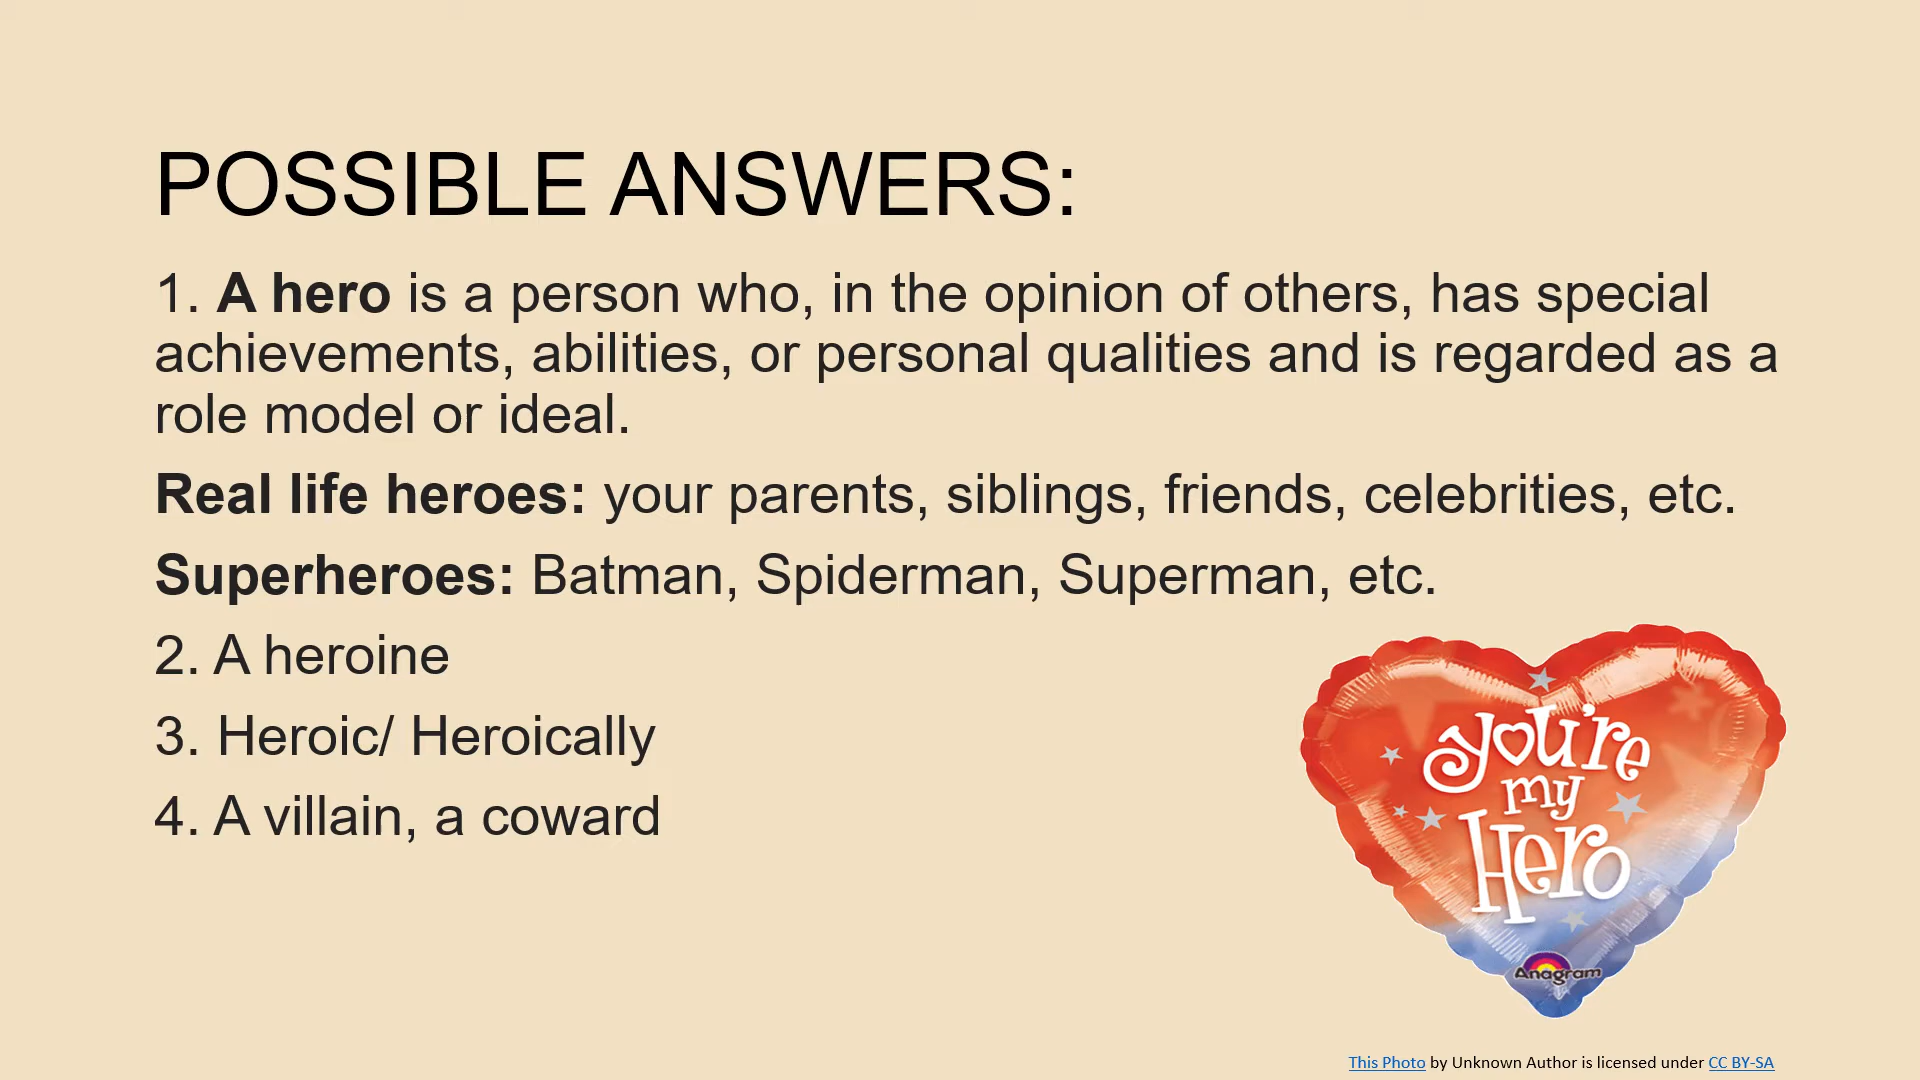 POSSIBLE ANSWERS:
1. A hero is a person who, in the opinion of others, has special
achievements, abilities, or personal qualities and is regarded as a
role model or ideal.
Real life heroes: your parents, siblings, friends, celebrities, etc.
Superheroes: Batman, Spiderman, Superman, etc.
2. A heroine
3. Heroic/ Heroically
4. A villain, a coward
you're
my
Hero
Anagram
This Photo by Unknown Author is licensed under CC BY-SA